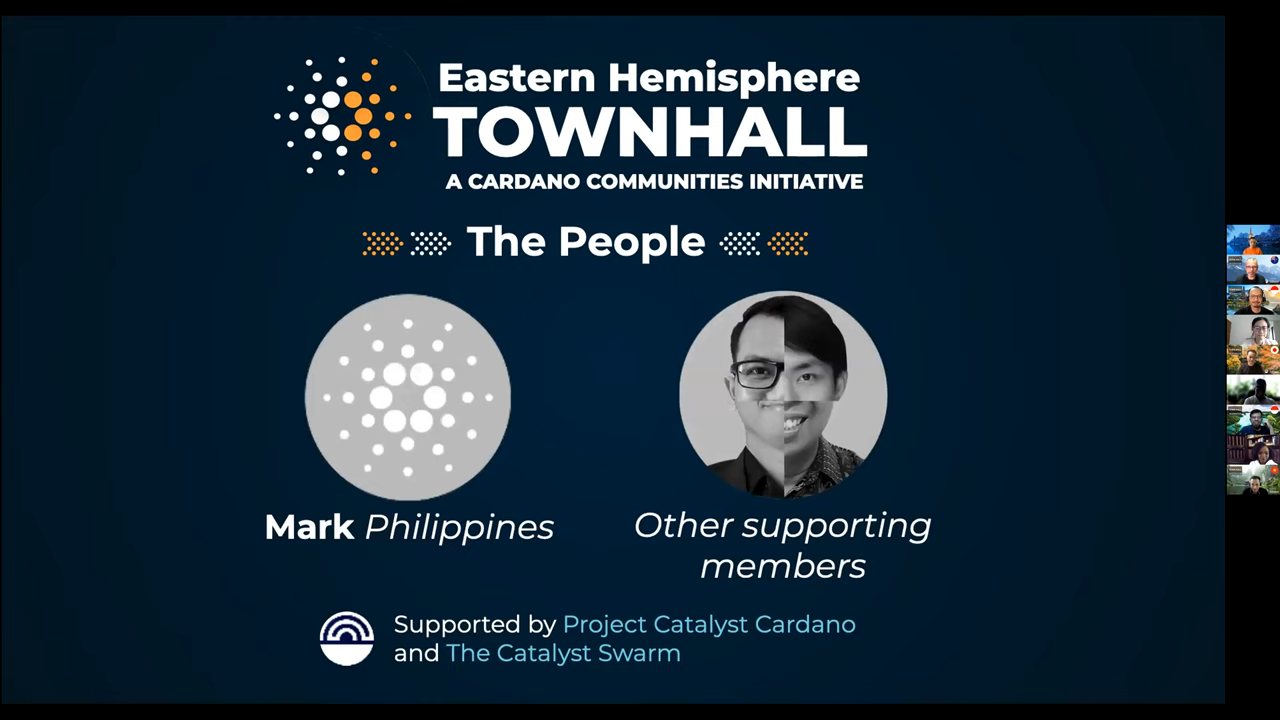 Eastern Hemisphere
TOWNHALL
A CARDANO COMMUNITIES INITIATIVE
The People
Mark Philippines
Other supporting
members
Supported by Project Catalyst Cardano
and The Catalyst Swarm